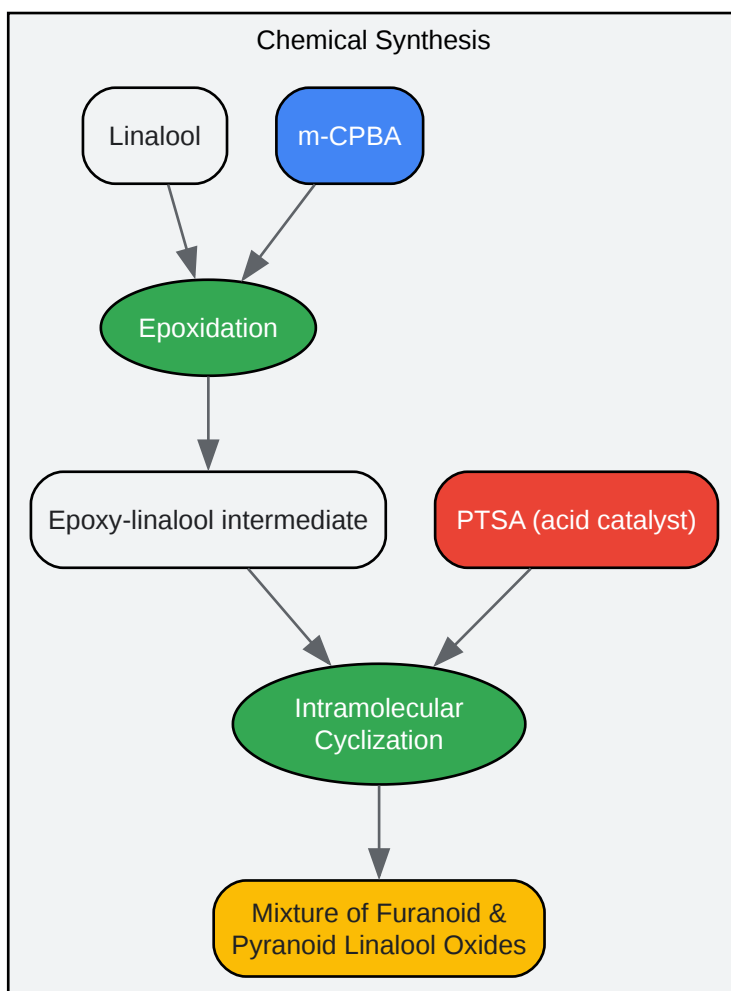 Chemical Synthesis
Linalool
m-CPBA
Epoxidation
Epoxy-linalool intermediate
PTSA (acid catalyst)
Intramolecular
Cyclization
Mixture of Furanoid &
Pyranoid Linalool Oxides